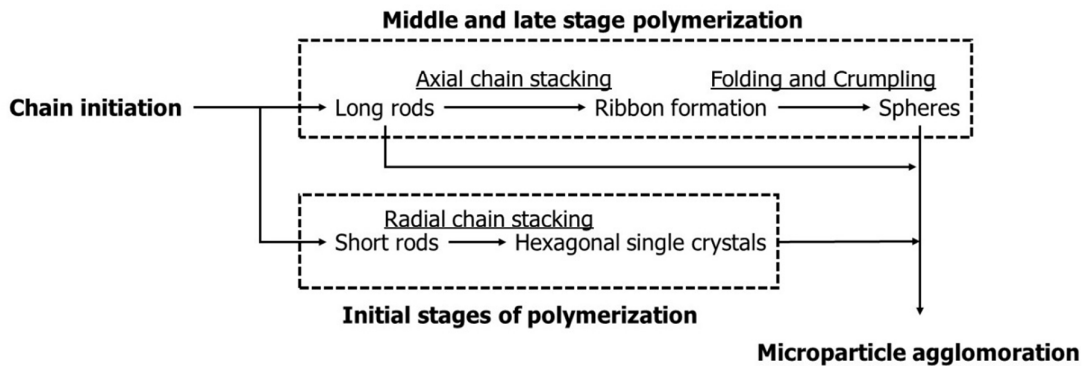 Middle and late stage polymerization
Axial chain stacking
Folding and Crumpling
Chain initiation
Long rods
Ribbon formation
Spheres
Radial chain stacking
Short rods
Hexagonal single crystals
Initial stages of polymerization
Microparticle agglomoration